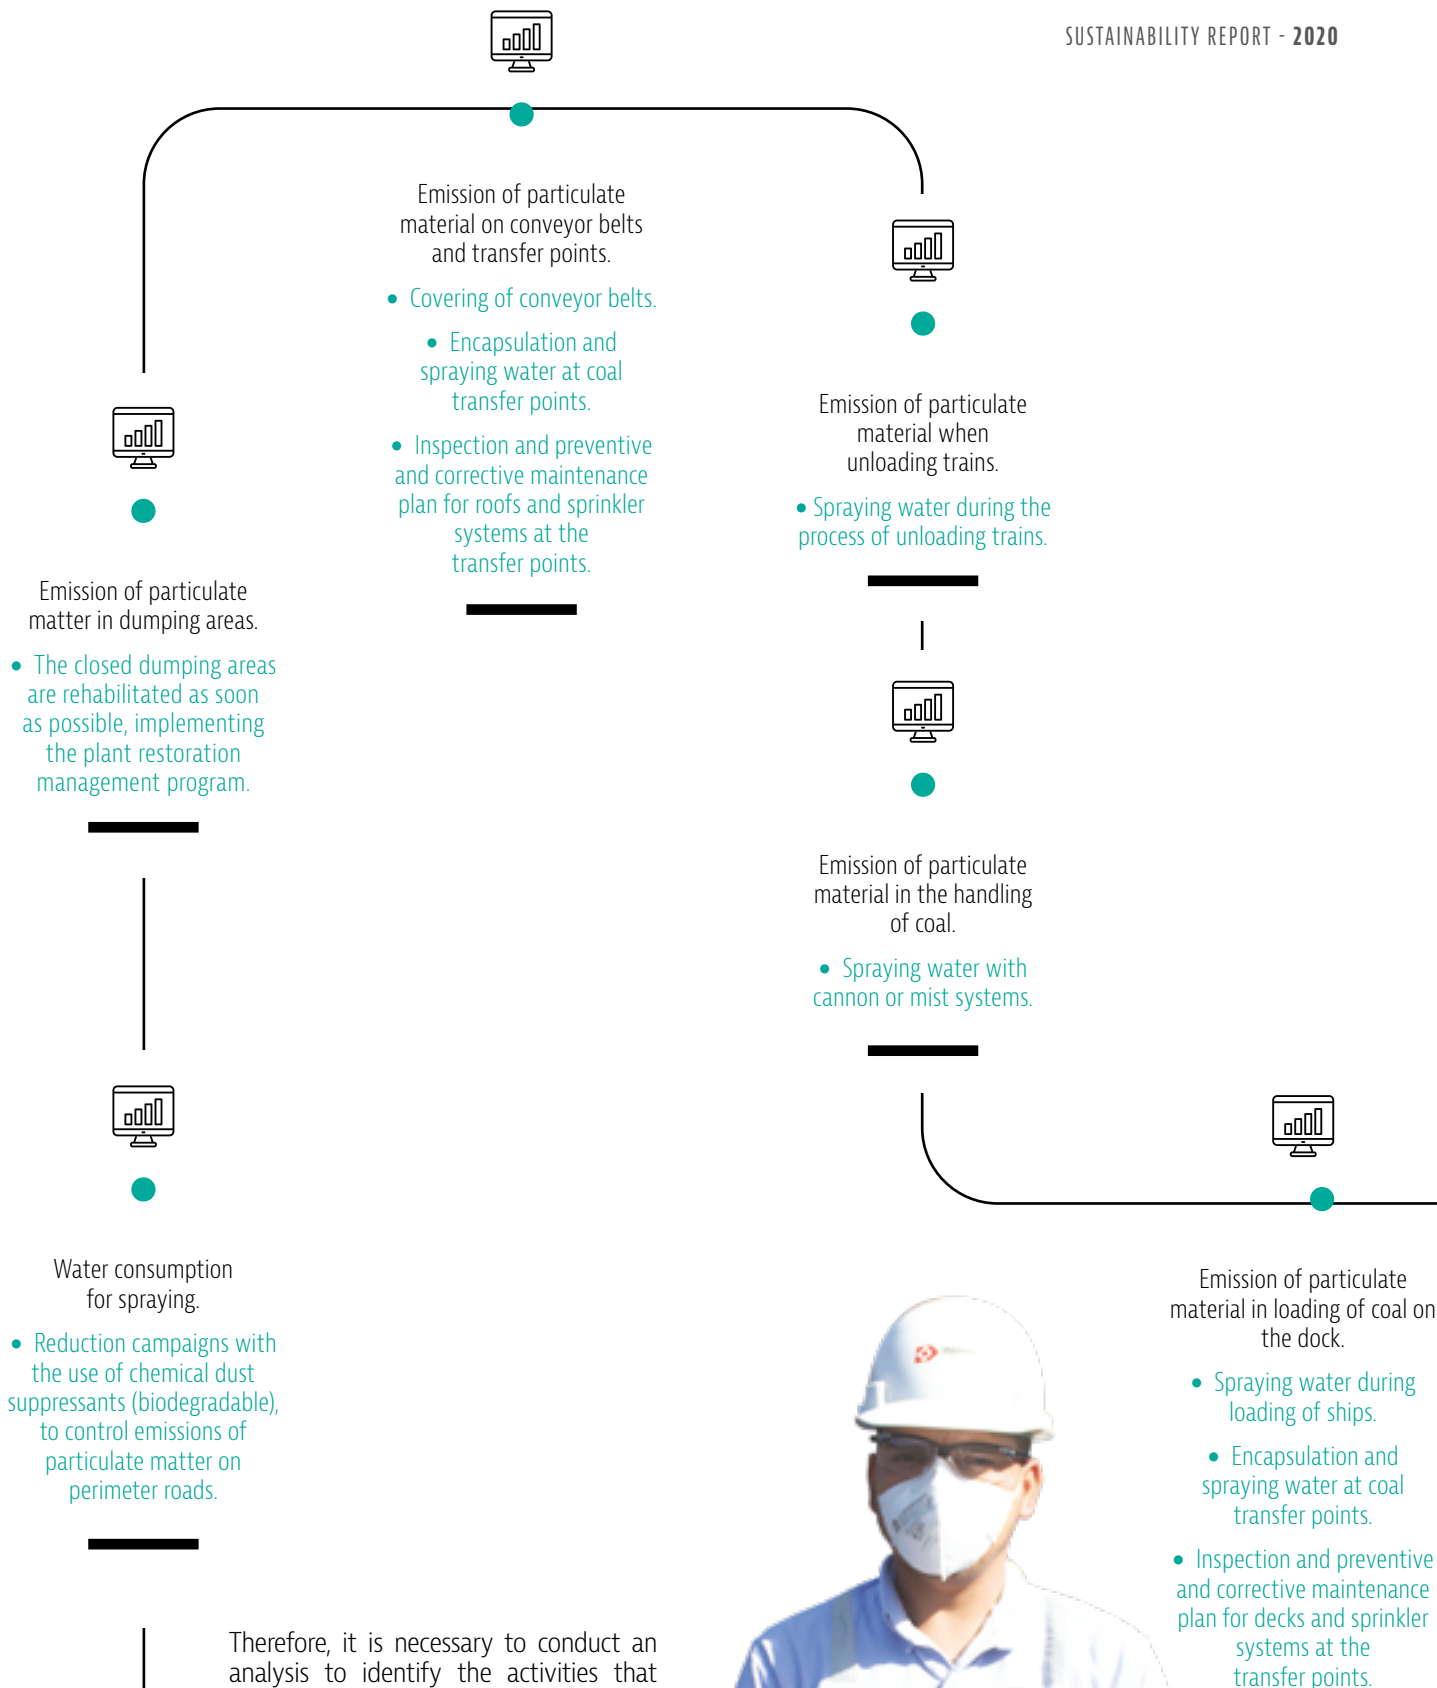 SUSTAINABILITY REPORT - 2020
Emission of particulate
material on conveyor belts
and transfer points.
• Covering of conveyor belts.
• Encapsulation and
spraying water at coal
transfer points.
• Inspection and preventive
and corrective maintenance
plan for roofs and sprinkler
systems at the
transfer points.
Emission of particulate
matter in dumping areas.
• The closed dumping areas
are rehabilitated as soon
as possible, implementing
the plant restoration
management program.
Water consumption
for spraying.
• Reduction campaigns with
the use of chemical dust
suppressants (biodegradable),
to control emissions of
particulate matter on
perimeter roads.
Emission of particulate
material when
unloading trains.
• Spraying water during the
process of unloading trains.
Emission of particulate
material in the handling
of coal.
• Spraying water with
cannon or mist systems.
Emission of particulate
material in loading of coal on
the dock.
• Spraying water during
loading of ships.
• Encapsulation and
spraying water at coal
transfer points.
• Inspection and preventive
and corrective maintenance
plan for decks and sprinkler
systems at the
transfer points.
Therefore, it is necessary to conduct an
analysis to identify the activities that